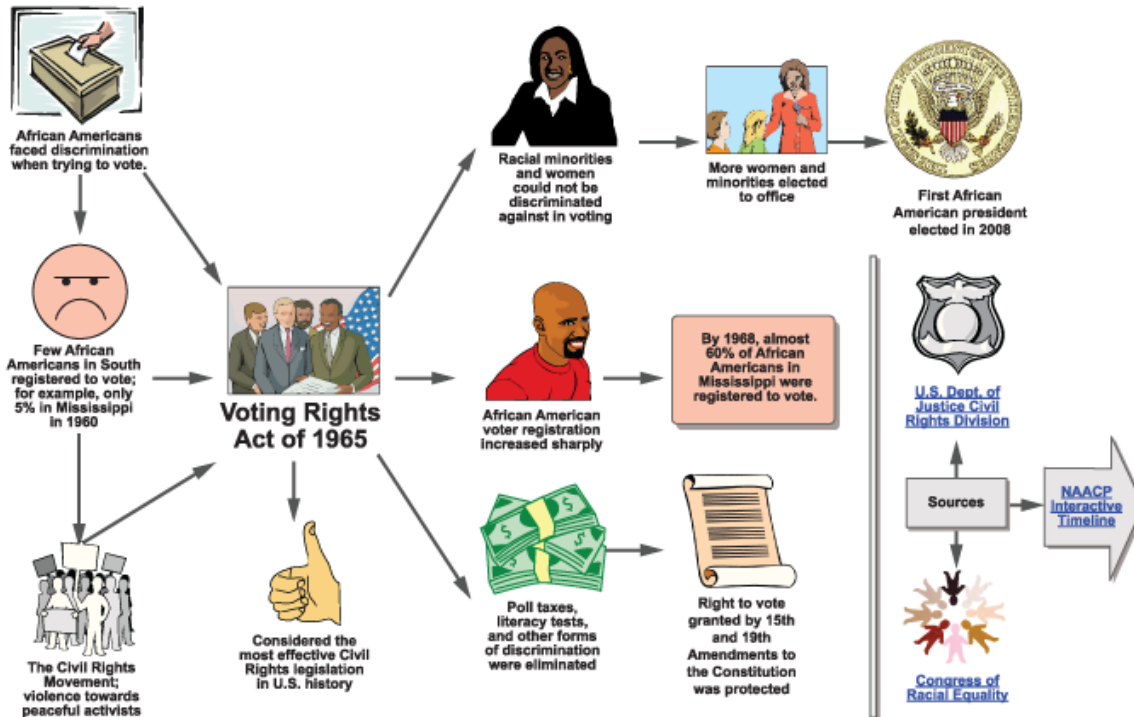 African Americans
faced discrimination
when trying to vote.
Few African
Americans in South
registered to vote;
for example, only
5% in Mississippi
in 1960
The Civil Rights
Movement;
violence towards
peaceful activists
Voting Rights
Act of 1965
Considered the
most effective Civil
Rights legislation
in U.S. history
Racial minorities
and women
could not be
discriminated
against in voting
More women and
minorities elected
to office
First African
American president
elected in 2008
African American
voter registration
increased sharply
By 1968, almost
60% of African
Americans in
Mississippi were
registered to vote.
Poll taxes,
literacy tests,
and other forms
of discrimination
were eliminated
Right to vote
granted by 15th
and 19th
Amendments to
the Constitution
was protected
U.S. Dept. of
Justice Civil
Rights Division
Sources
NAACP
Interactive
Timeline
Congress of
Racial Equality